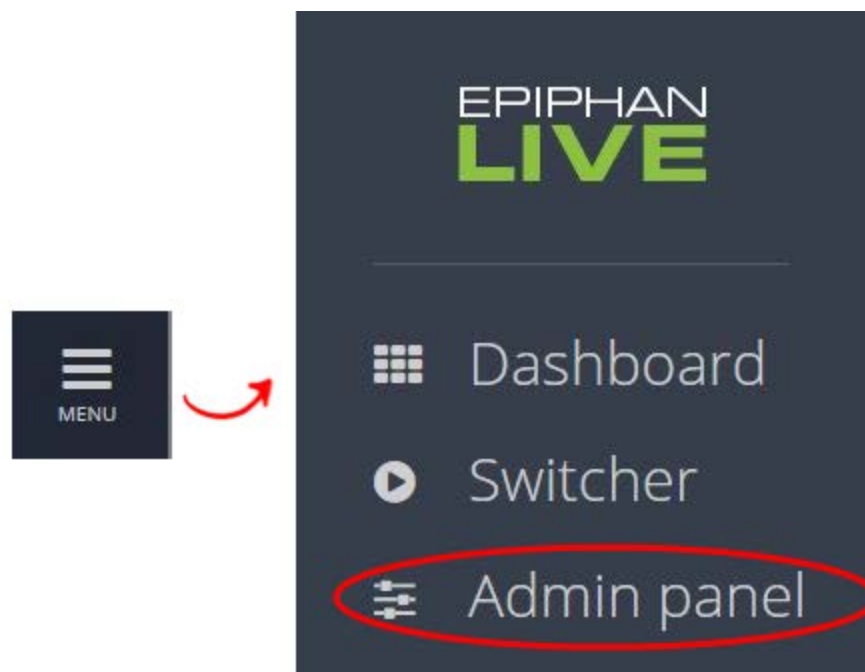 EPIPHAN
LIVE
MENU
Dashboard
Switcher
Admin panel